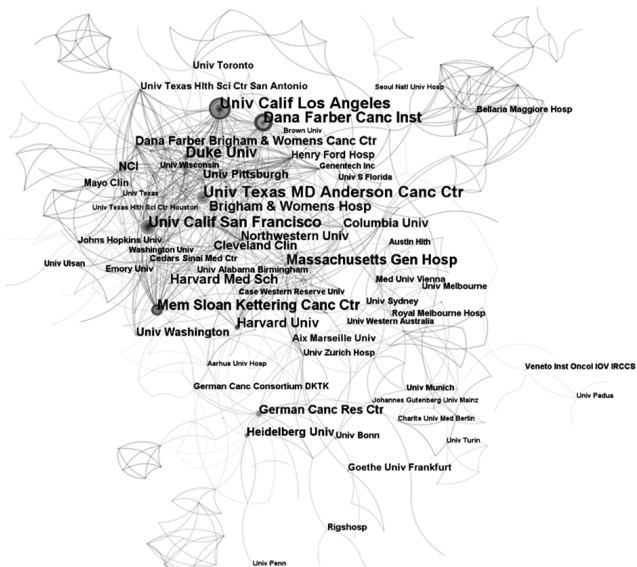 Univ Toronto
Univ Texas Hlth Sci Ctr San Antonio
Seoul Natl Univ Hosp
Univ Calif Los Angeles
Bellaria Maggiore Hosp
Dana Farber Canc Inst
Brown Univ
Dana Farber Brigham & Womens Canc Ctr
Duke Univ
Henry Ford Hosp
NCI
Univ Wisconsin
Genentech Inc
Univ Pittsburgh
Univ S Florida
Mayo Clin
Univ Texas
Univ Texas MD Anderson Canc Ctr
Univ Texas Hlth Sci Ctr Houston
Brigham & Womens Hosp
Univ Calif San Francisco
Columbia Univ
Northwestern Univ
Johns Hopkins Univ
Cleveland Clin
Austin Hlth
Washington Univ
Cedars Sinai Med Ctr
Massachusetts Gen Hosp
Univ Ulsan
Emory Univ
Univ Alabama Birmingham
Harvard Med Sch
Med Univ Vienna
Univ Melbourne
Case Western Reserve Univ
Mem Sloan Kettering Canc Ctr
Univ Sydney
Royal Melbourne Hosp
Harvard Univ
Univ Western Australia
Univ Washington
Aix Marseille Univ
Univ Zurich Hosp
Aarhus Univ Hosp
Veneto Inst Oncol IOV IRCCS
German Canc Consortium DKTK
Univ Munich
Univ Padua
Johannes Gutenberg Univ Mainz
German Canc Res Ctr
Charite Univ Med Berlin
Heidelberg Univ
Univ Bonn
Univ Turin
Goethe Univ Frankfurt
Rigshosp
Univ Penn